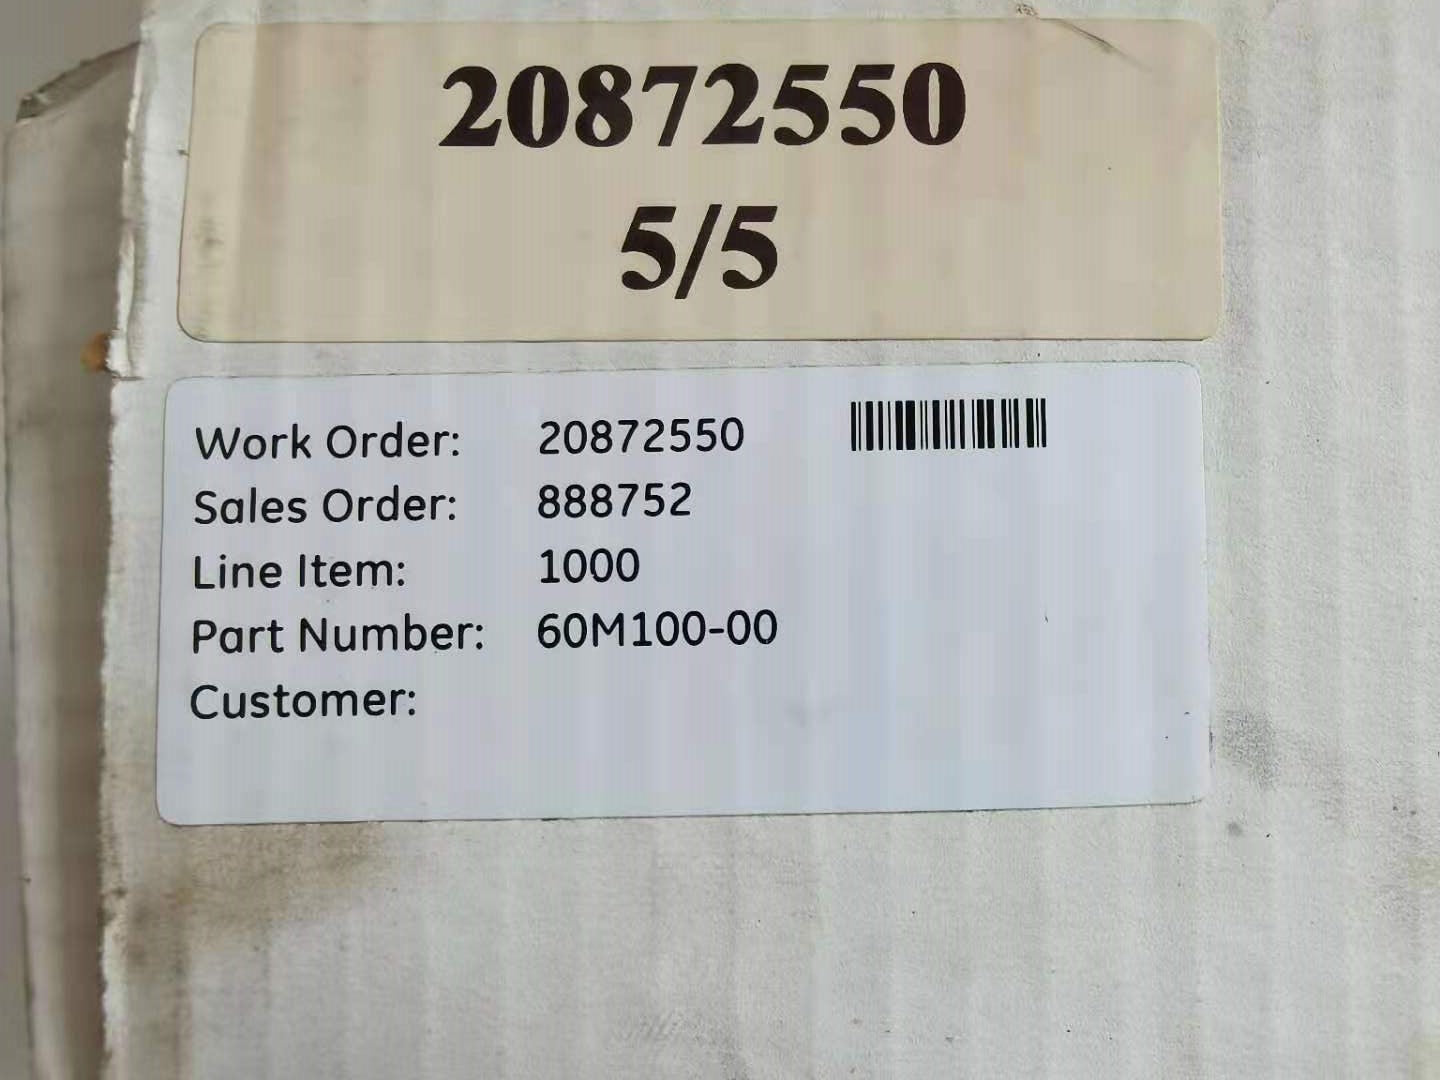 20872550
5/5
Work Order: 20872550
Sales Order: 888752
Line Item: 1000
Part Number: 60M100-00
Customer: